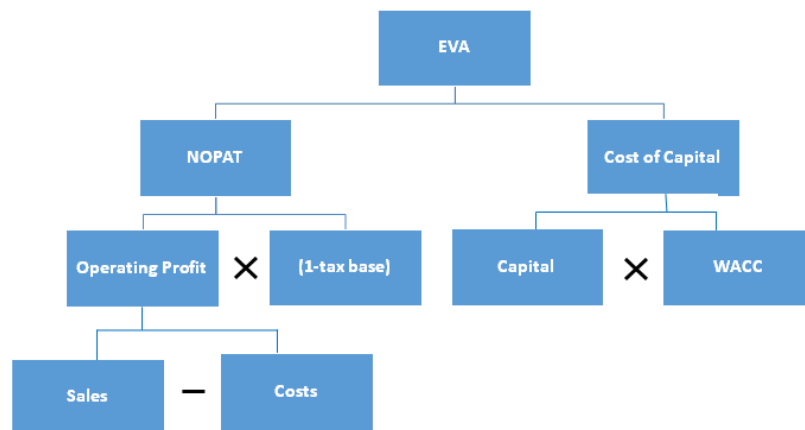 EVA
NOPAT
Cost of Capital
Operating Profit
×
(1-tax base)
Capital
×
WACC
Sales
−
Costs